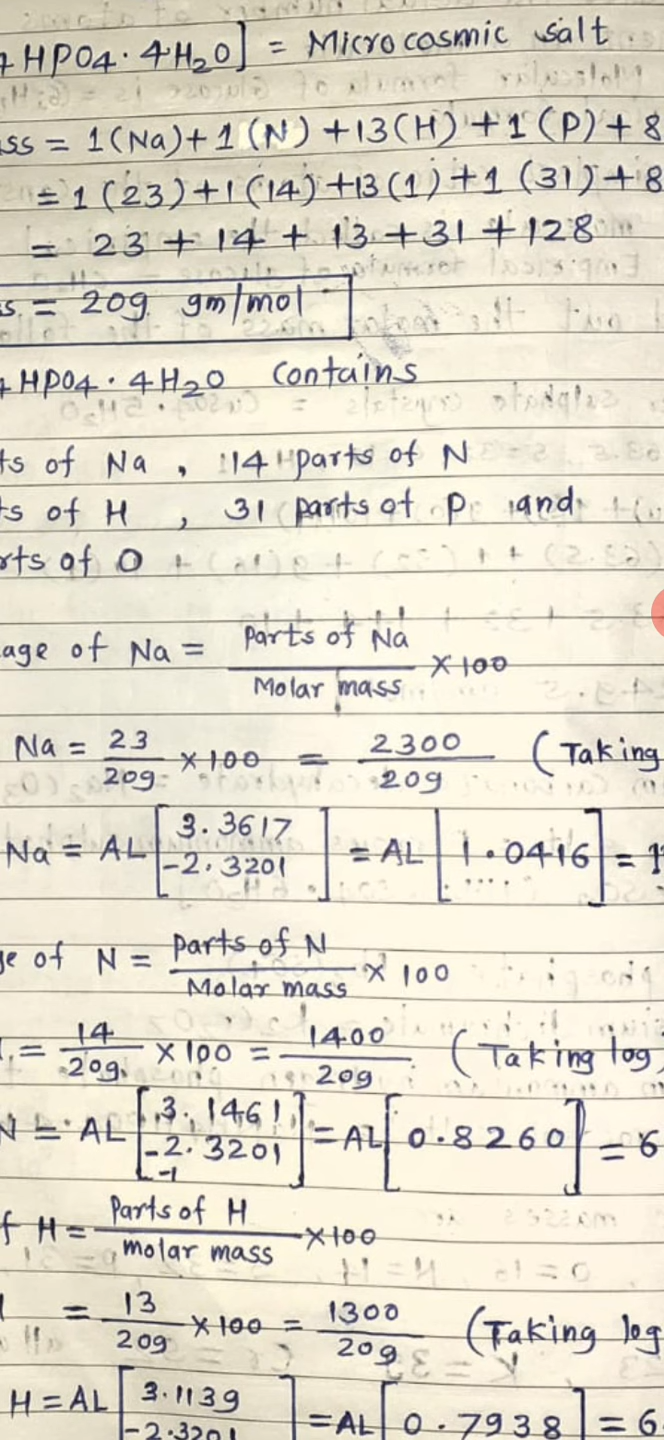 HPO4·4H2O] = Microcosmic salt
ss = 1(Na)+1(N)+13(H)+1(P)+8
= 1(23)+1(14)+13(1)+1(31)+8
= 23+14+13+31+128
s. = 209 gm/mol
HPO4·4H2O Contains
ts of Na, 14 parts of N
ts of H, 31 parts of P and
rts of O
age of Na = Parts of Na / Molar mass ×100
Na = 23/209 ×100 = 2300/209 (Taking
Na = AL[3.3617 -2.3201] = AL[1.0416] = 1
ge of N = Parts of N / Molar mass × 100
= 14/209 ×100 = 1400/209 (Taking log
N = AL[3.1461 -2.3201] = AL[0.8260] = 6
f H = Parts of H / molar mass ×100
= 13/209 ×100 = 1300/209 (Taking log
H = AL[3.1139 -2.3201 = AL[0.7938] = 6